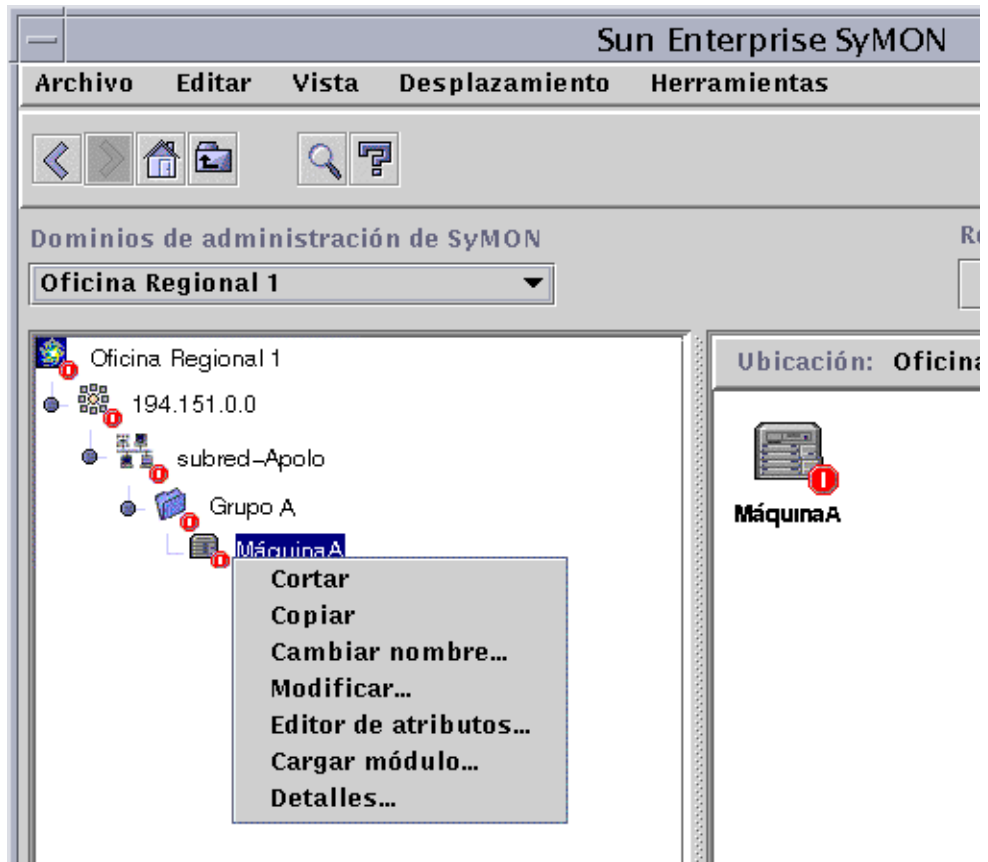 Sun Enterprise SyMON
Archivo Editar Vista Desplazamiento Herramientas
Dominios de administración de SyMON
Oficina Regional 1
Oficina Regional 1
194.151.0.0
subred-Apolo
Grupo A
MáquinaA
Cortar
Copiar
Cambiar nombre...
Modificar...
Editor de atributos...
Cargar módulo...
Detalles...
Ubicación: Oficina
MáquinaA